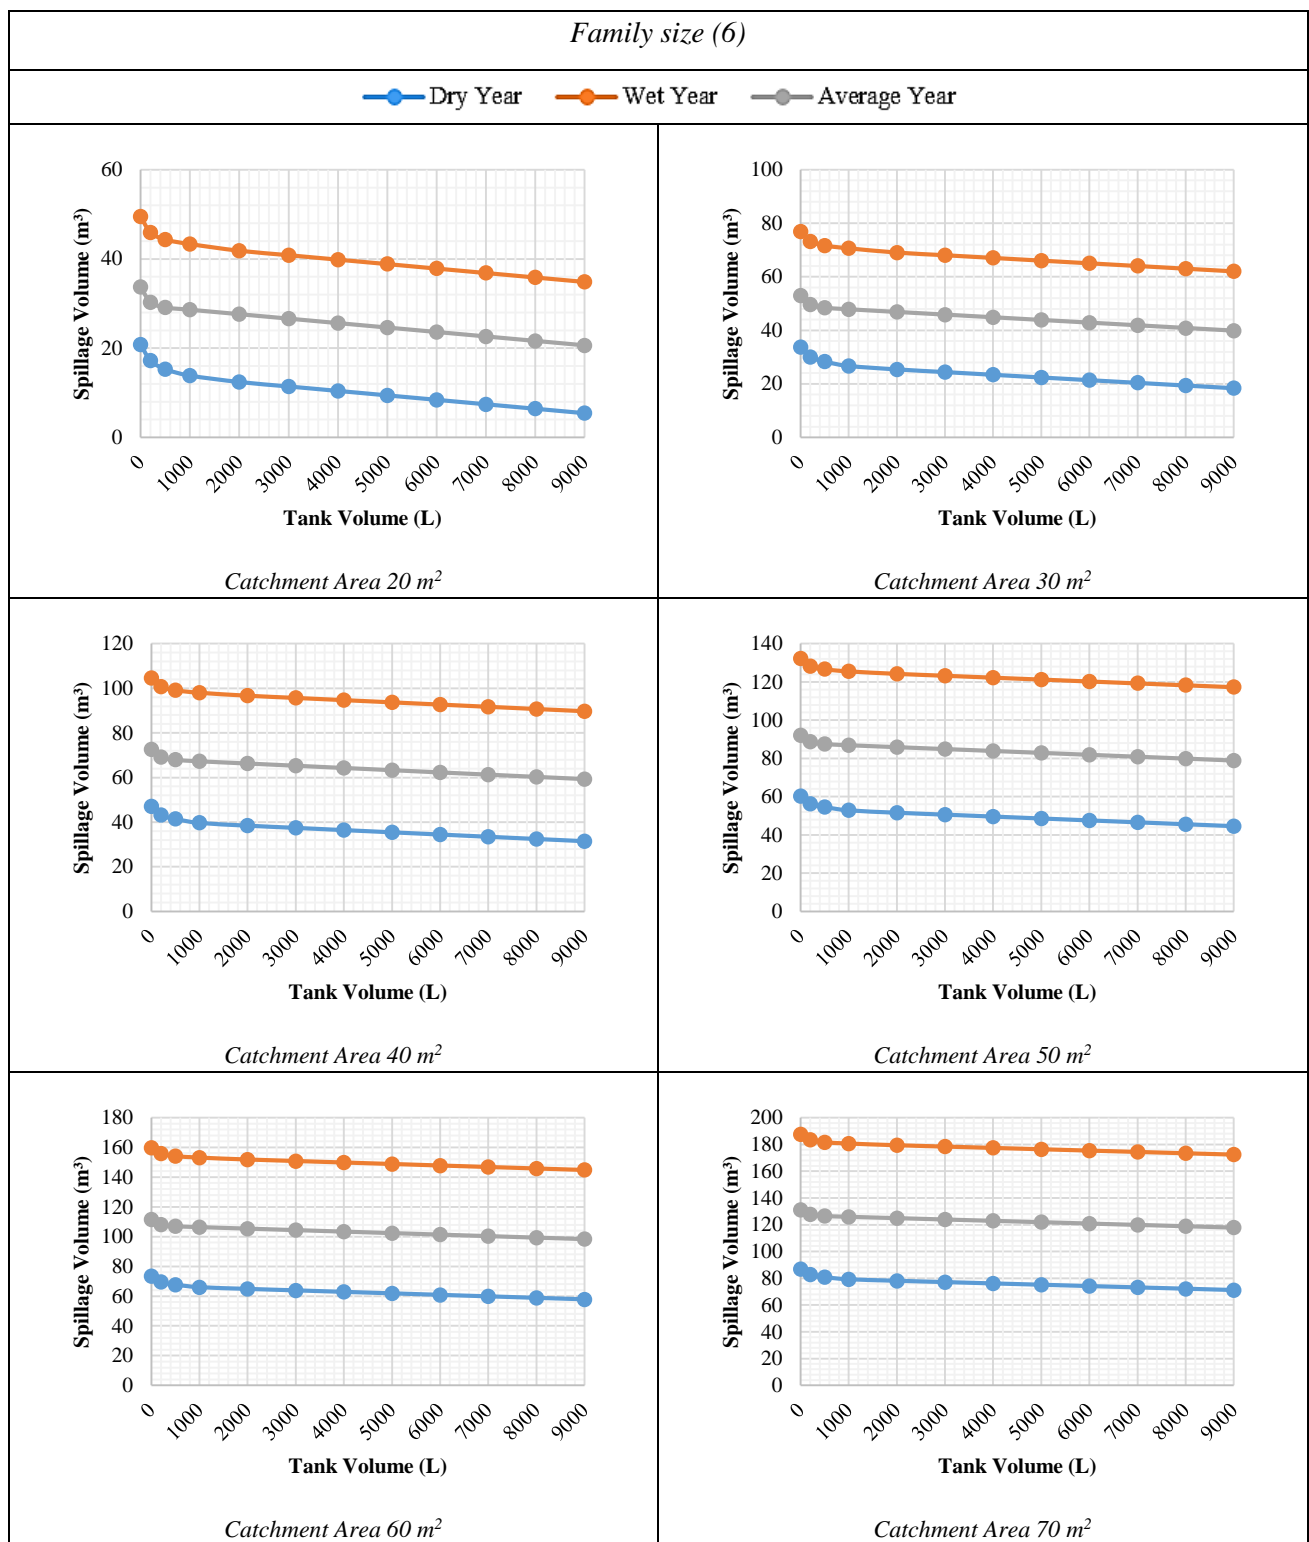 Family size (6)
Dry Year Wet Year Average Year
60
40
20
0
Spillage Volume (m³)
0 1000 2000 3000 4000 5000 6000 7000 8000 9000
Tank Volume (L)
Catchment Area 20 m²
100
80
60
40
20
0
Spillage Volume (m³)
0 1000 2000 3000 4000 5000 6000 7000 8000 9000
Tank Volume (L)
Catchment Area 30 m²
120
100
80
60
40
20
0
Spillage Volume (m³)
0 1000 2000 3000 4000 5000 6000 7000 8000 9000
Tank Volume (L)
Catchment Area 40 m²
140
120
100
80
60
40
20
0
Spillage Volume (m³)
0 1000 2000 3000 4000 5000 6000 7000 8000 9000
Tank Volume (L)
Catchment Area 50 m²
180
160
140
120
100
80
60
40
20
0
Spillage Volume (m³)
0 1000 2000 3000 4000 5000 6000 7000 8000 9000
Tank Volume (L)
Catchment Area 60 m²
200
180
160
140
120
100
80
60
40
20
0
Spillage Volume (m³)
0 1000 2000 3000 4000 5000 6000 7000 8000 9000
Tank Volume (L)
Catchment Area 70 m²